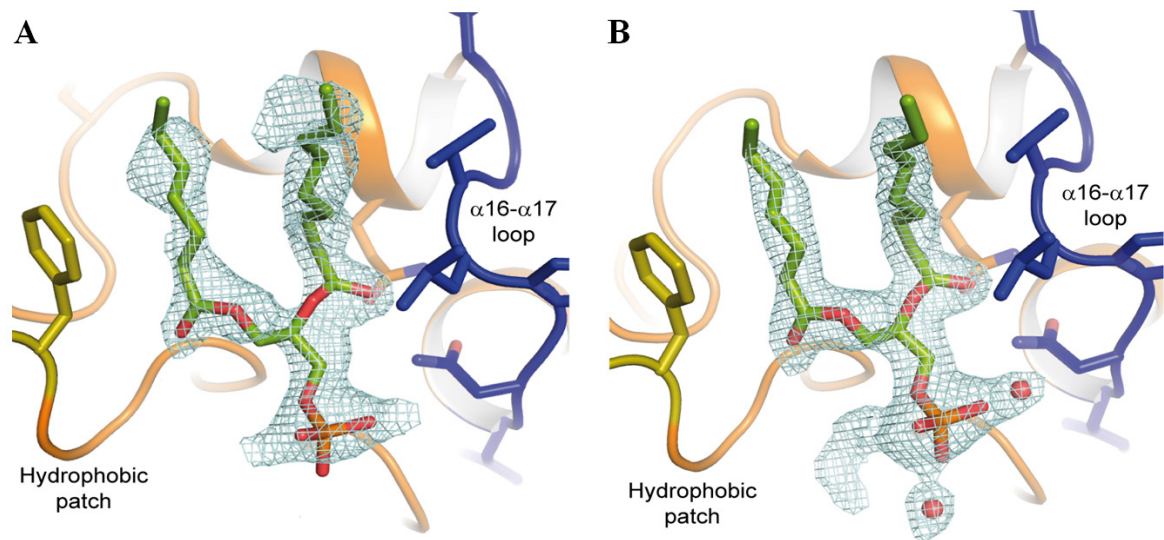 A
B
α16-α17
loop
α16-α17
loop
Hydrophobic
patch
Hydrophobic
patch